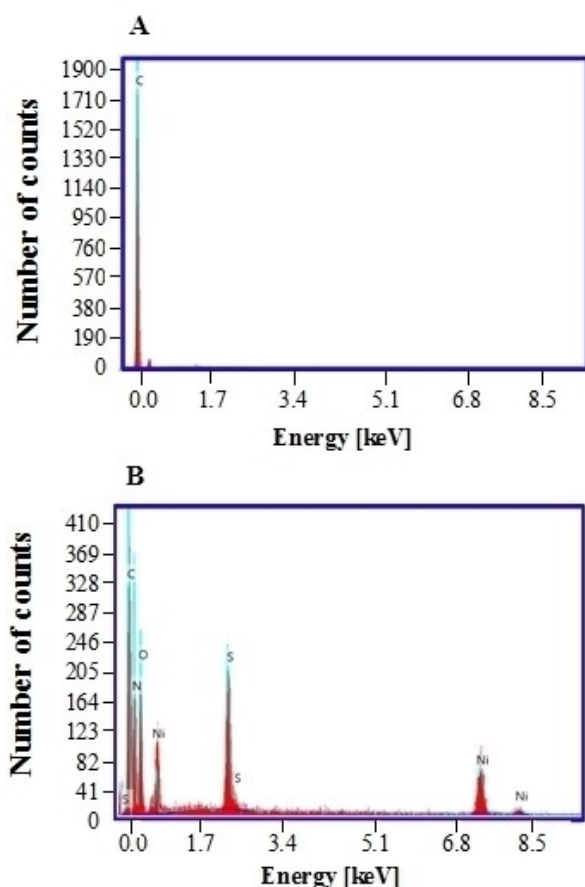 A
Number of counts
1900
1710
1520
1330
1140
950
760
570
380
190
0
C
0.0 1.7 3.4 5.1 6.8 8.5
Energy [keV]
B
Number of counts
410
369
328
287
246
205
164
123
82
41
0
C
O
N
S
Ni
S
S
Ni
Ni
0.0 1.7 3.4 5.1 6.8 8.5
Energy [keV]